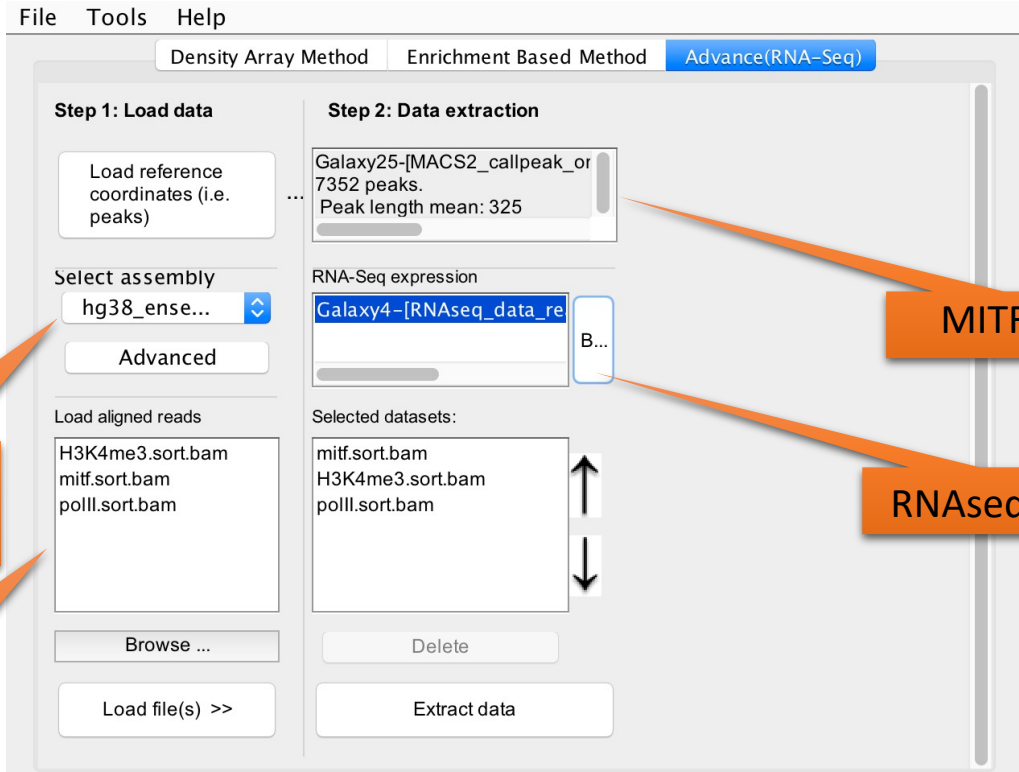 File Tools Help
Density Array Method Enrichment Based Method Advance(RNA-Seq)
Step 1: Load data
Load reference
coordinates (i.e.
peaks)
...
Select assembly
hg38_ense...
Advanced
Load aligned reads
H3K4me3.sort.bam
mitf.sort.bam
polII.sort.bam
Browse ...
Load file(s) >>
Step 2: Data extraction
Galaxy25-[MACS2_callpeak_or
7352 peaks.
Peak length mean: 325
RNA-Seq expression
Galaxy4-[RNAseq_data_re
B...
Selected datasets:
mitf.sort.bam
H3K4me3.sort.bam
polII.sort.bam
Delete
Extract data
MITF
RNAseq